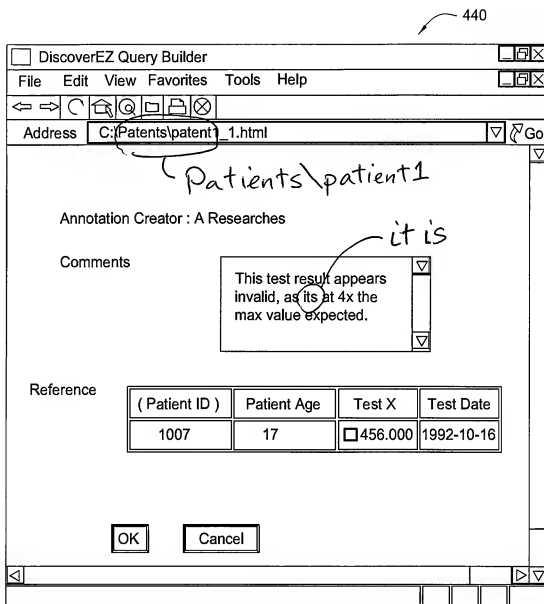 440
DiscoverEZ Query Builder
File Edit View Favorites Tools Help
Address C:\Patents\patent1_1.html Go
Patients\patient1
Annotation Creator : A Researches
it is
Comments
This test result appears
invalid, as its at 4x the
max value expected.
Reference
( Patient ID ) Patient Age Test X Test Date
1007 17 456.000 1992-10-16
OK Cancel